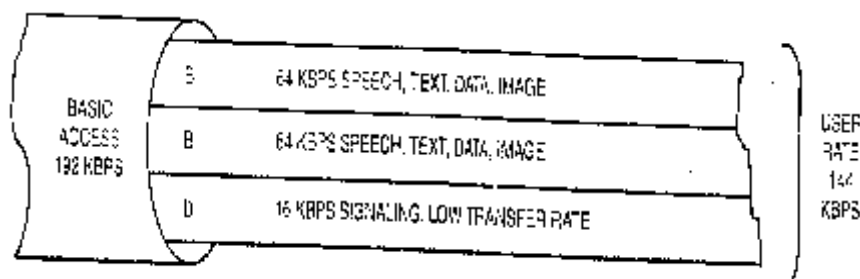 BASIC
ACCESS
192 KBPS
B 64 KBPS SPEECH, TEXT, DATA, IMAGE
B 64 KBPS SPEECH, TEXT, DATA, IMAGE
D 16 KBPS SIGNALING, LOW TRANSFER RATE
USER
RATE
144
KBPS